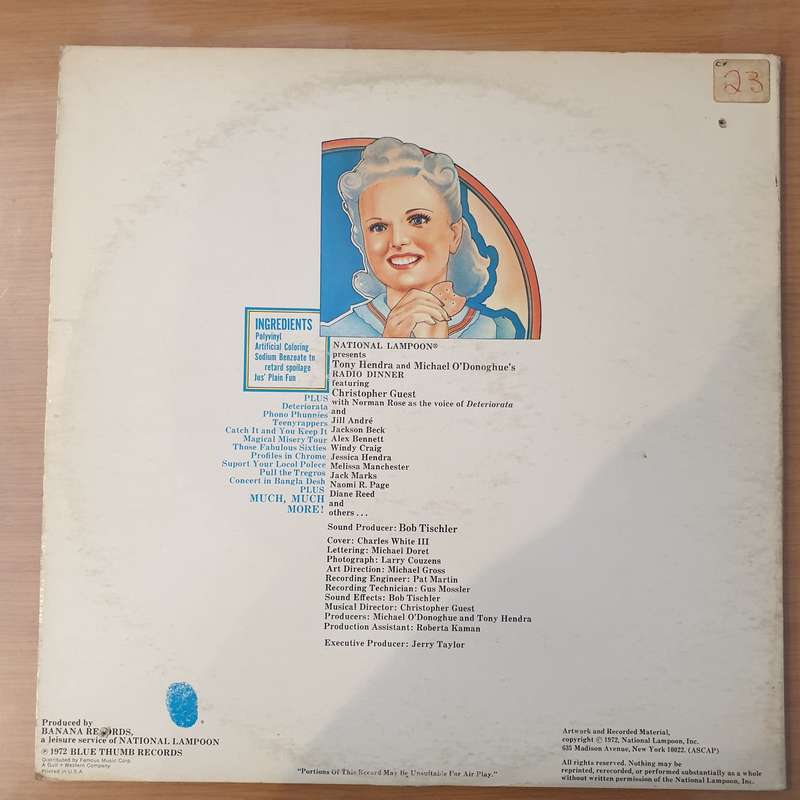 C#
23
INGREDIENTS
Polyvinyl
Artificial Coloring
Sodium Benzoate to
retard spoilage
Jus' Plain Fun
PLUS
Deteriorata
Phono Phunnies
Teenyrappers
Catch It and You Keep It
Magical Misery Tour
Those Fabulous Sixties
Profiles in Chrome
Suport Your Locol Polece
Pull the Tregros
Concert in Bangla Desh
PLUS
MUCH, MUCH
MORE!
NATIONAL LAMPOON®
presents
Tony Hendra and Michael O'Donoghue's
RADIO DINNER
featuring
Christopher Guest
with Norman Rose as the voice of Deteriorata
and
Jill André
Jackson Beck
Alex Bennett
Windy Craig
Jessica Hendra
Melissa Manchester
Jack Marks
Naomi R. Page
Diane Reed
and
others...
Sound Producer: Bob Tischler
Cover: Charles White III
Lettering: Michael Doret
Photograph: Larry Couzens
Art Direction: Michael Gross
Recording Engineer: Pat Martin
Recording Technician: Gus Mossler
Sound Effects: Bob Tischler
Musical Director: Christopher Guest
Producers: Michael O'Donoghue and Tony Hendra
Production Assistant: Roberta Kaman
Executive Producer: Jerry Taylor
Produced by
BANANA RECORDS,
a leisure service of NATIONAL LAMPOON
℗ 1972 BLUE THUMB RECORDS
Distributed by Famous Music Corp.
A Gulf + Western Company
Printed in U.S.A.
"Portions Of This Record May Be Unsuitable For Air Play."
Artwork and Recorded Material,
copyright ℗ 1972, National Lampoon, Inc.
635 Madison Avenue, New York 10022. (ASCAP)
All rights reserved. Nothing may be
reprinted, rerecorded, or performed substantially as a whole
without written permission of the National Lampoon, Inc.